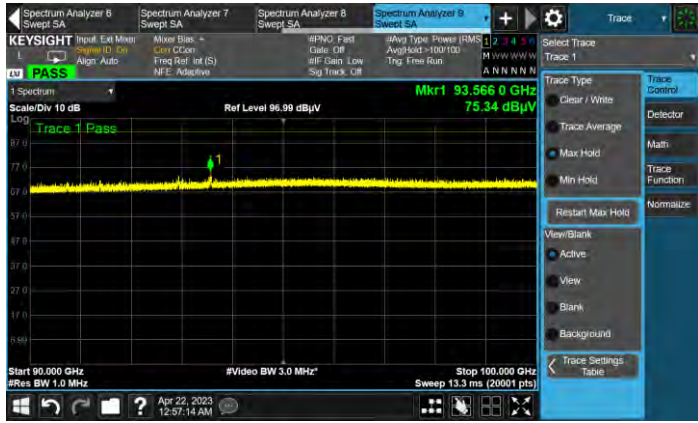 Spectrum Analyzer 6
Swept SA
Spectrum Analyzer 7
Swept SA
Spectrum Analyzer 8
Swept SA
Spectrum Analyzer 9
Swept SA
+
Trace
KEYSIGHT
L
LXI
PASS
Input: Ext Mixer
Signal ID: On
Align: Auto
Mixer Bias: -
Corr CCorr
Freq Ref: Int (S)
NFE: Adaptive
#PNO: Fast
Gate: Off
#IF Gain: Low
Sig Track: Off
#Avg Type: Power (RMS
Avg|Hold:>100/100
Trig: Free Run
1 2 3 4 5 6
M W W W W W
A N N N N N
Select Trace
Trace 1
1 Spectrum
Scale/Div 10 dB
Log
Ref Level 96.99 dBµV
Mkr1 93.566 0 GHz
75.34 dBµV
Trace 1 Pass
1
87.0
77.0
67.0
57.0
47.0
37.0
27.0
17.0
6.99
Start 90.000 GHz
#Res BW 1.0 MHz
#Video BW 3.0 MHz*
Stop 100.000 GHz
Sweep 13.3 ms (20001 pts)
Trace Type
Clear / Write
Trace Average
Max Hold
Min Hold
Restart Max Hold
View/Blank
Active
View
Blank
Background
Trace Settings
Table
Trace
Control
Detector
Math
Trace
Function
Normalize
?
Apr 22, 2023
12:57:14 AM